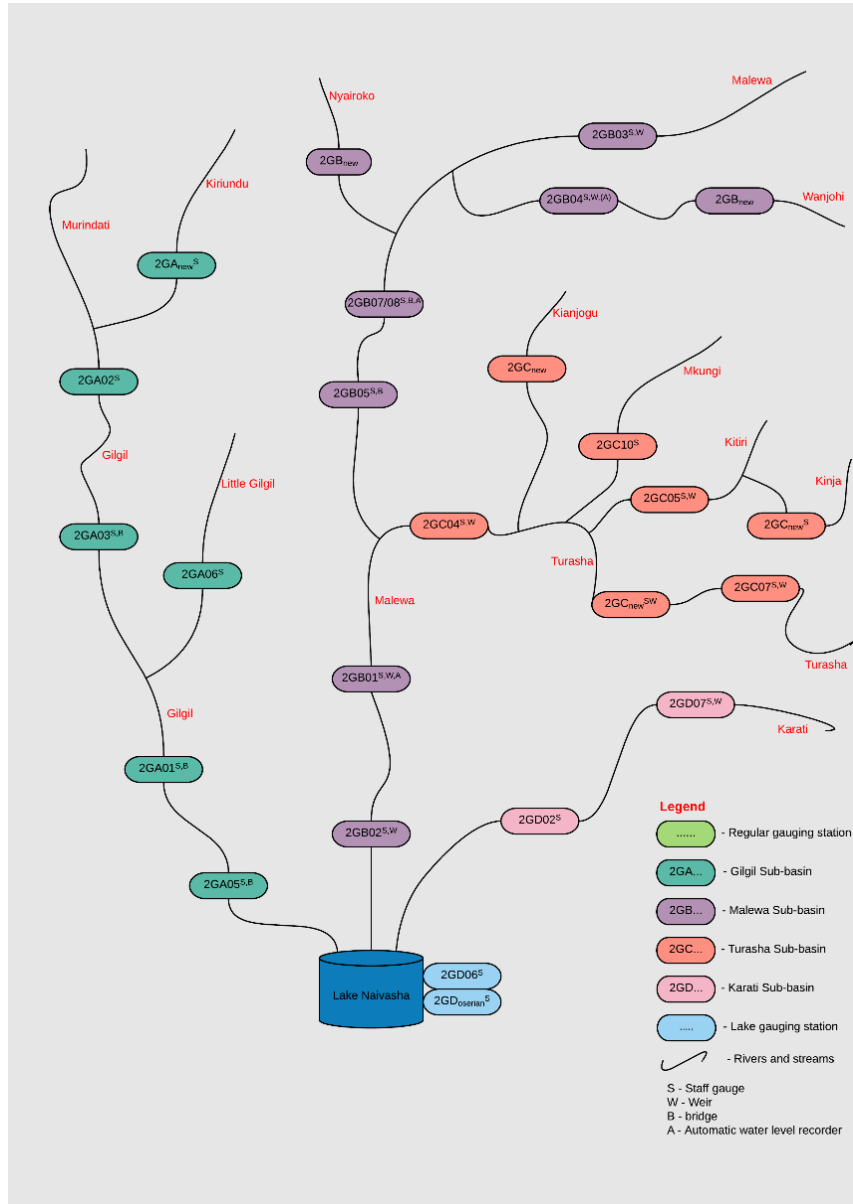 Malewa
Nyairoko
2GB03S,W
2GBnew
Kiriundu
2GB04S,W,(A)
2GBnew
Wanjohi
Murindati
2GAnewS
2GB07/08S,B,A
Kianjogu
2GCnew
Mkungi
2GA02S
2GB05S,B
2GC10S
Kitiri
Gilgil
Little Gilgil
2GC05S,W
Kinja
2GC04S,W
2GCnewS
2GA03S,B
Turasha
2GA06S
2GC07S,W
Malewa
2GCnewSW
Turasha
2GB01S,W,A
2GD07S,W
Gilgil
Karati
2GA01S,B
2GB02S,W
2GD02S
2GA05S,B
Lake Naivasha
2GD06S
2GDoserianS
Legend
...... - Regular gauging station
2GA... - Gilgil Sub-basin
2GB... - Malewa Sub-basin
2GC... - Turasha Sub-basin
2GD... - Karati Sub-basin
..... - Lake gauging station
- Rivers and streams
S - Staff gauge
W - Weir
B - bridge
A - Automatic water level recorder